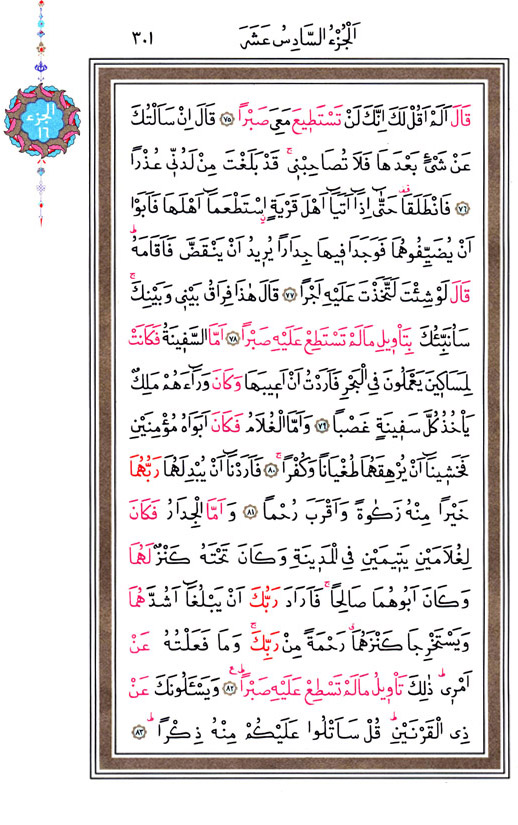 اَلْجُزْءُ السَّادِسُ عَشَرَ
٣٠١
الجزء
١٦
قَالَ اَلَمْ اَقُلْ لَكَ اِنَّكَ لَنْ تَسْتَطٖيعَ مَعِيَ صَبْرًا ﴿٧٥﴾ قَالَ اِنْ سَاَلْتُكَ
عَنْ شَیْءٍ بَعْدَهَا فَلَا تُصَاحِبْنٖىۚ قَدْ بَلَغْتَ مِنْ لَدُنّٖى عُذْرًا
﴿٧٦﴾ فَانْطَلَقَا۠ حَتّٰٓى اِذَٓا اَتَيَٓا اَهْلَ قَرْيَةٍ اِسْتَطْعَمَٓا اَهْلَهَا فَاَبَوْا
اَنْ يُضَيِّفُوهُمَا فَوَجَدَا فٖيهَا جِدَارًا يُرٖيدُ اَنْ يَنْقَضَّ فَاَقَامَهُؕ
قَالَ لَوْ شِئْتَ لَتَّخَذْتَ عَلَيْهِ اَجْرًا ﴿٧٧﴾ قَالَ هٰذَا فِرَاقُ بَيْنٖى وَبَيْنِكَۚ
سَاُنَبِّئُكَ بِتَاْوٖيلِ مَا لَمْ تَسْتَطِعْ عَلَيْهِ صَبْرًا ﴿٧٨﴾ اَمَّا السَّفٖينَةُ فَكَانَتْ
لِمَسَاكٖينَ يَعْمَلُونَ فِى الْبَحْرِ فَاَرَدْتُ اَنْ اَعٖيبَهَا وَكَانَ وَرَٓاءَهُمْ مَلِكٌ
يَاْخُذُ كُلَّ سَفٖينَةٍ غَصْبًا ﴿٧٩﴾ وَاَمَّا الْغُلَامُ فَكَانَ اَبَوَاهُ مُؤْمِنَيْنِ
فَخَشٖينَٓا اَنْ يُرْهِقَهُمَا طُغْيَانًا وَكُفْرًاۚ ﴿٨٠﴾ فَاَرَدْنَٓا اَنْ يُبْدِلَهُمَا رَبُّهُمَا
خَيْرًا مِنْهُ زَكٰوةً وَاَقْرَبَ رُحْمًا ﴿٨١﴾ وَاَمَّا الْجِدَارُ فَكَانَ
لِغُلَامَيْنِ يَتٖيمَيْنِ فِى الْمَدٖينَةِ وَكَانَ تَحْتَهُ كَنْزٌ لَهُمَا
وَكَانَ اَبُوهُمَا صَالِحًاۚ فَاَرَادَ رَبُّكَ اَنْ يَبْلُغَٓا اَشُدَّهُمَا
وَيَسْتَخْرِجَا كَنْزَهُمَاۗ رَحْمَةً مِنْ رَبِّكَۚ وَمَا فَعَلْتُهُ عَنْ
اَمْرٖىؕ ذٰلِكَ تَاْوٖيلُ مَا لَمْ تَسْطِعْ عَلَيْهِ صَبْرًاؕ ﴿٨٢﴾ وَيَسْـَٔلُونَكَ عَنْ
ذِى الْقَرْنَيْنِؕ قُلْ سَاَتْلُوا عَلَيْكُمْ مِنْهُ ذِكْرًاؕ ﴿٨٣﴾